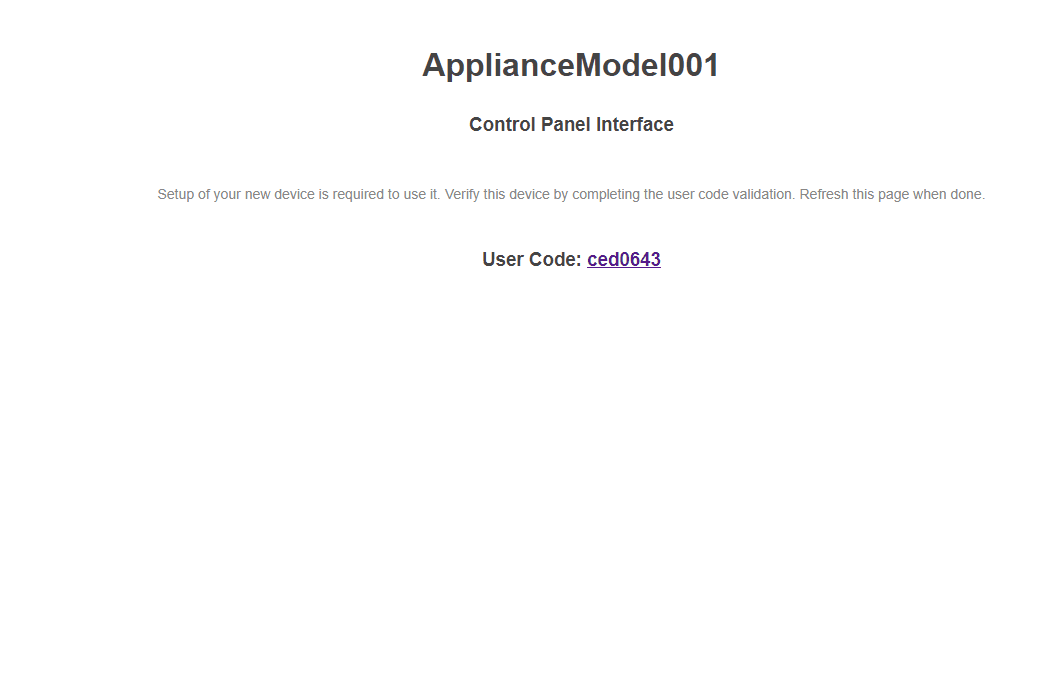 ApplianceModel001
Control Panel Interface
Setup of your new device is required to use it. Verify this device by completing the user code validation. Refresh this page when done.
User Code: ced0643